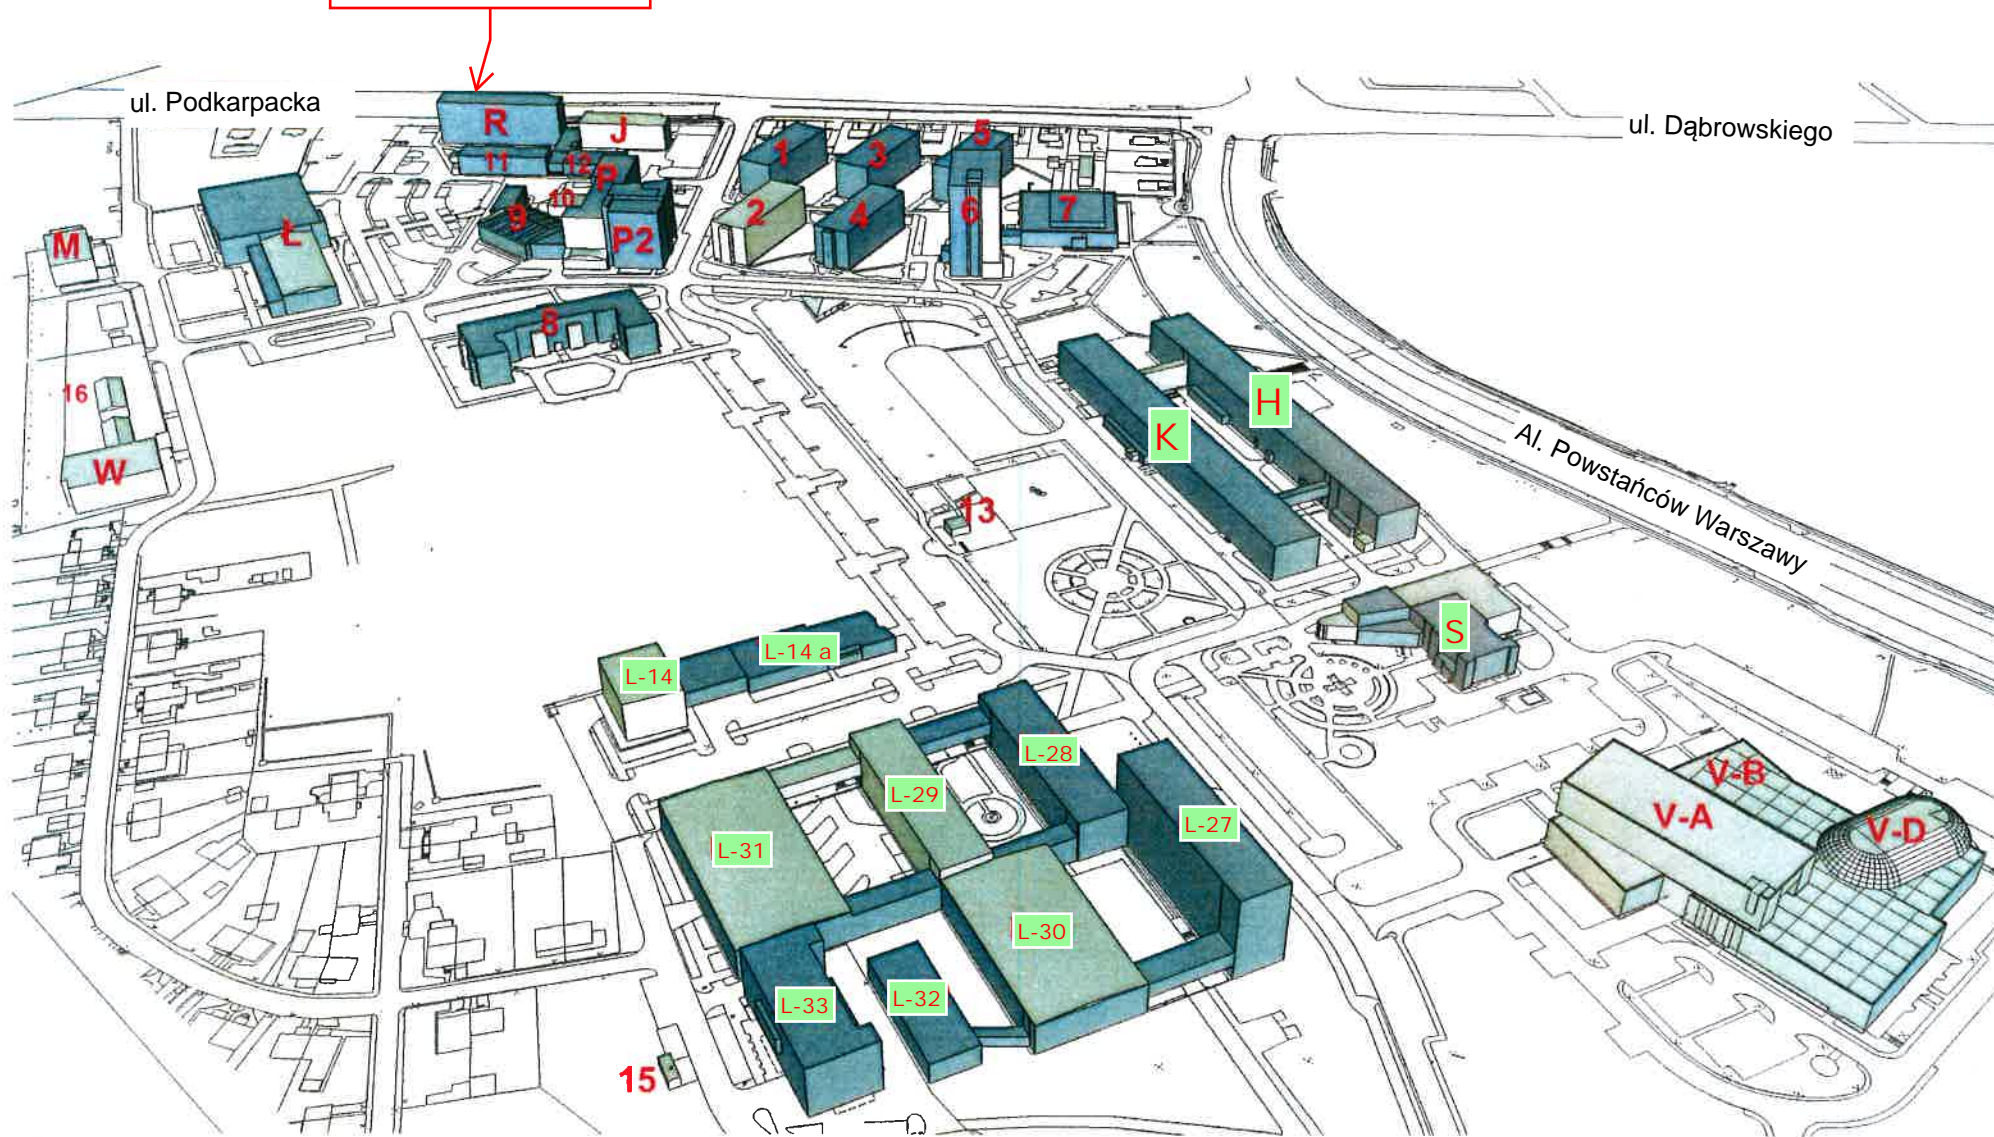 ul. Podkarpacka
ul. Dąbrowskiego
R
J
11
12
P
10
9
P2
1
3
5
2
4
6
7
M
Ł
8
16
W
H
K
Al. Powstańców Warszawy
13
S
L-14
L-14 a
L-28
L-29
L-27
L-31
L-30
L-33
L-32
15
V-B
V-A
V-D